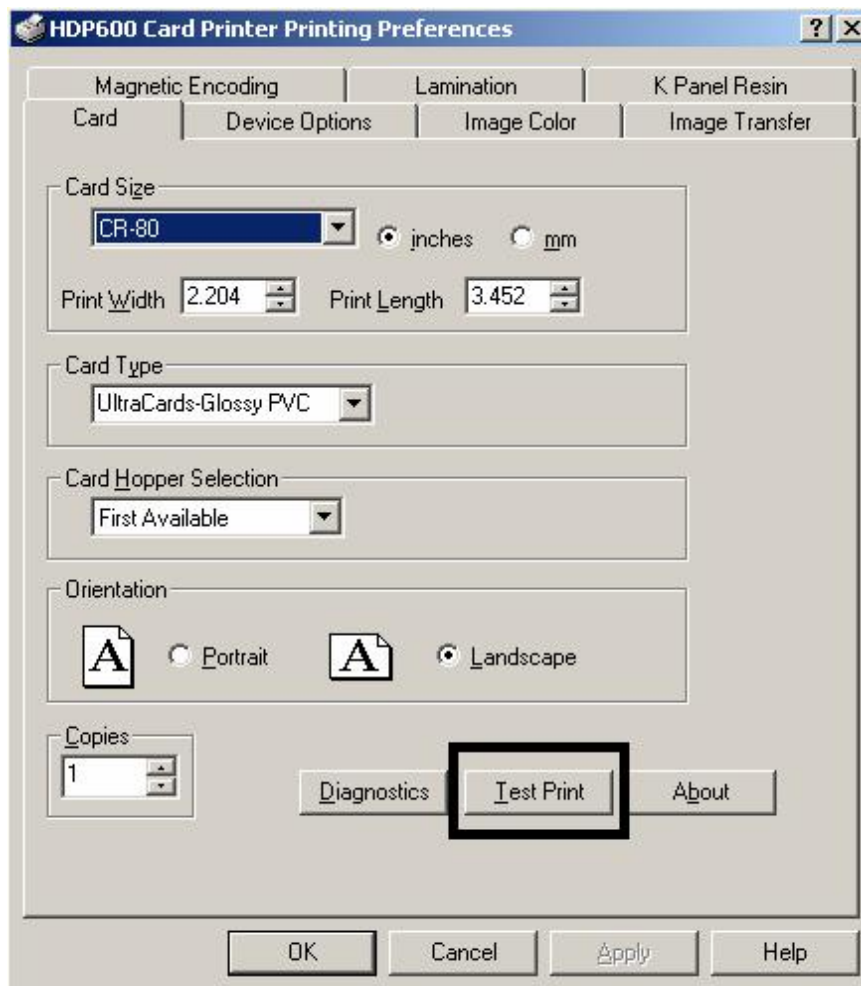 HDP600 Card Printer Printing Preferences
Magnetic Encoding Lamination K Panel Resin
Card Device Options Image Color Image Transfer
Card Size
CR-80 inches mm
Print Width 2.204 Print Length 3.452
Card Type
UltraCards-Glossy PVC
Card Hopper Selection
First Available
Orientation
A Portrait A Landscape
Copies
1
Diagnostics Test Print About
OK Cancel Apply Help